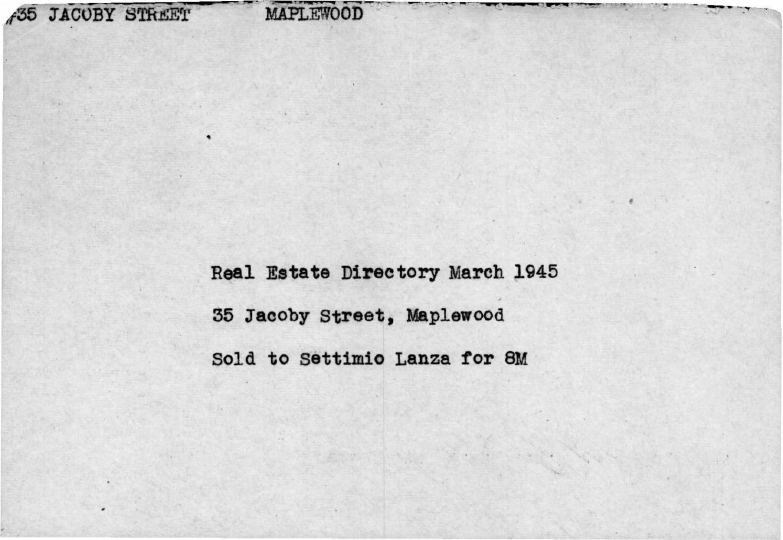 35 JACOBY STREET MAPLEWOOD
Real Estate Directory March 1945
35 Jacoby Street, Maplewood
Sold to Settimio Lanza for 8M